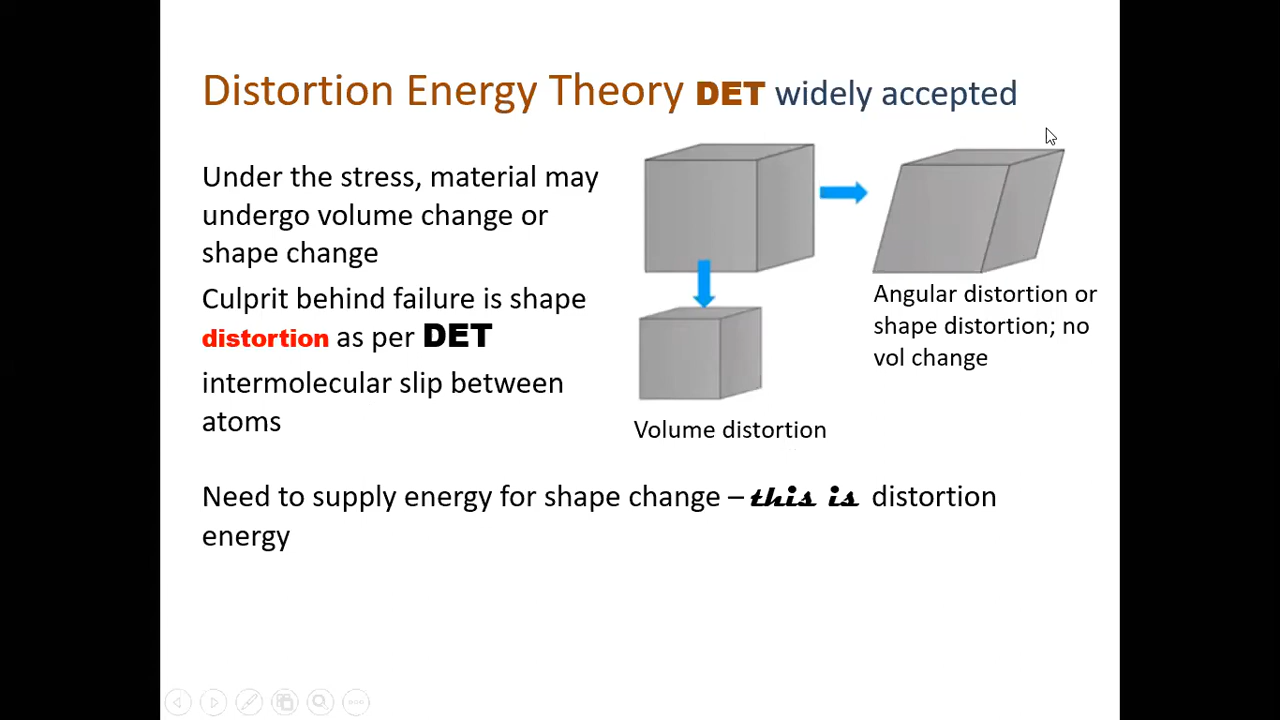 Distortion Energy Theory DET widely accepted
Under the stress, material may
undergo volume change or
shape change
Culprit behind failure is shape
distortion as per DET
intermolecular slip between
atoms
Angular distortion or
shape distortion; no
vol change
Volume distortion
Need to supply energy for shape change – this is distortion
energy